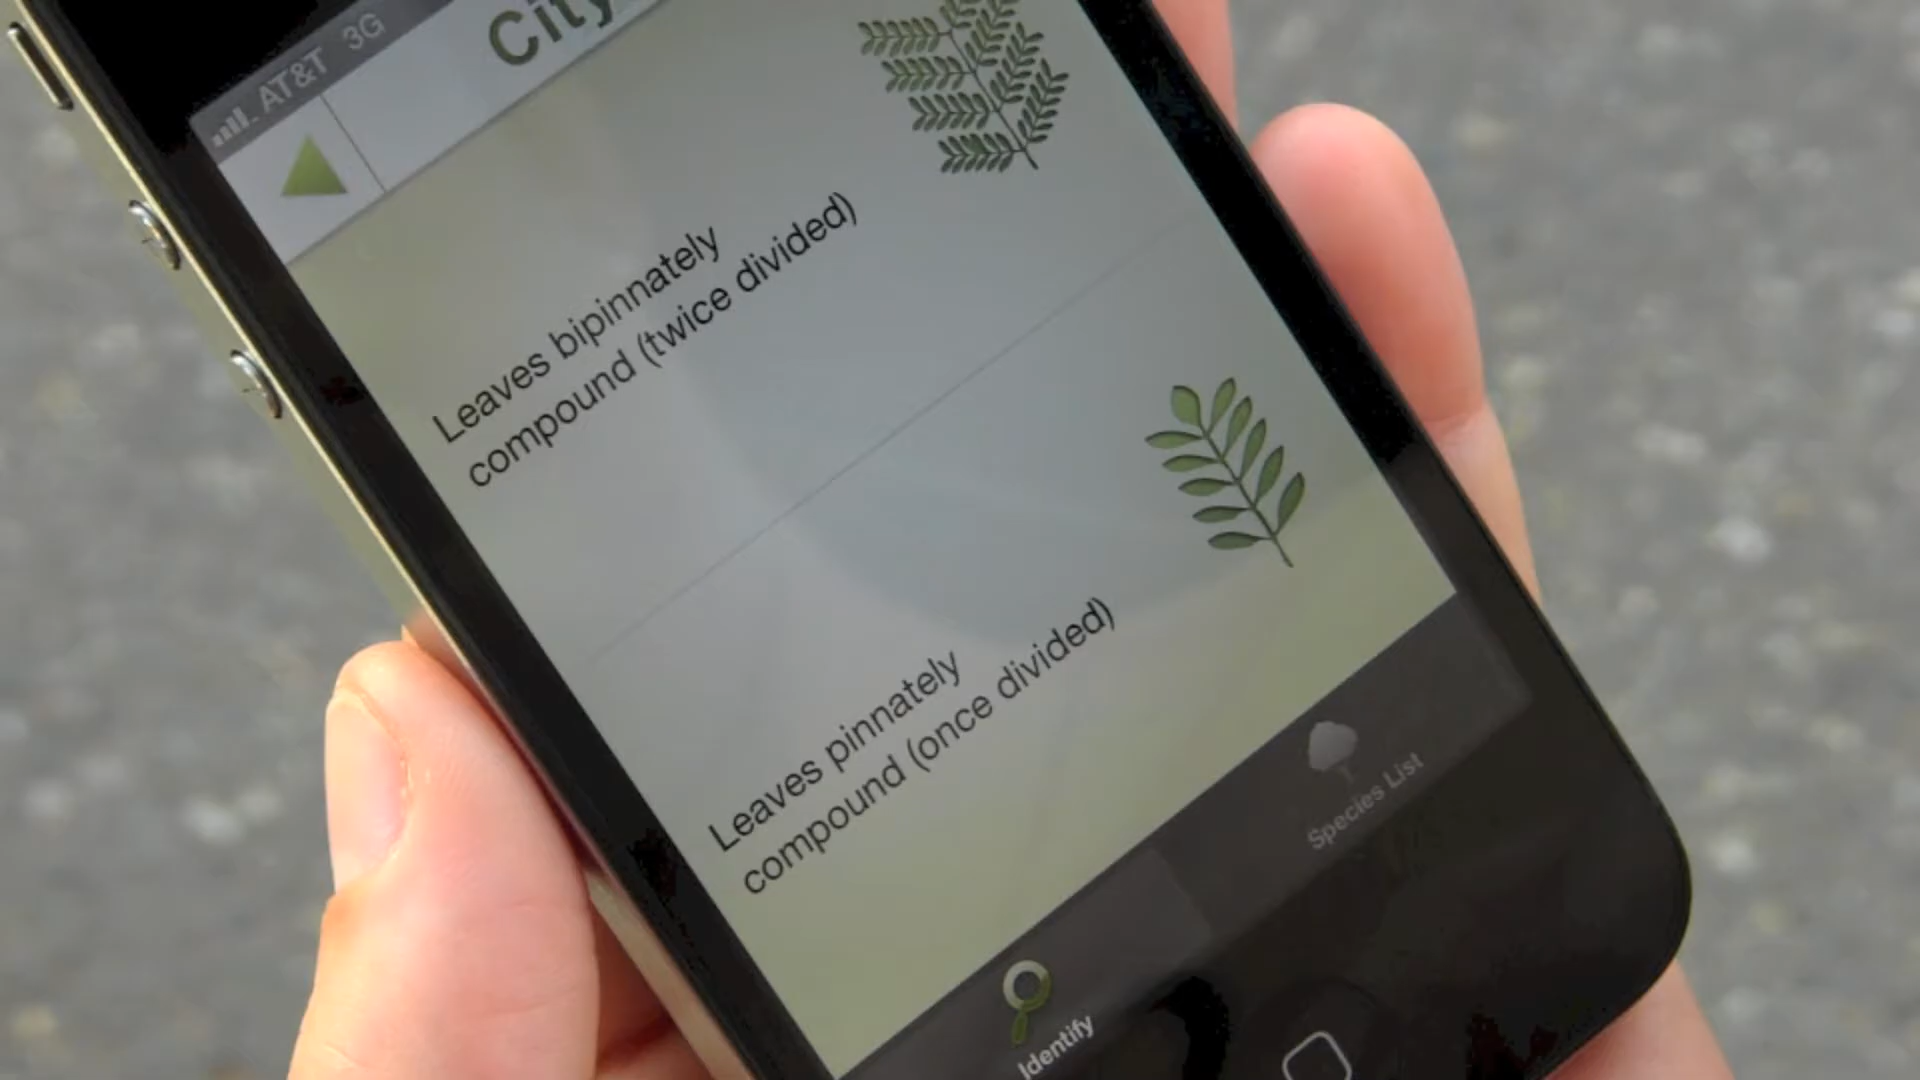 AT&T 3G
City
Leaves bipinnately
compound (twice divided)
Leaves pinnately
compound (once divided)
Identify
Species List